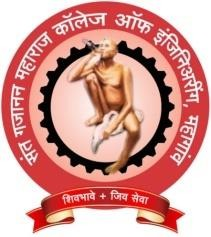 संत गजानन महाराज कॉलेज ऑफ इंजिनिअरींग, महागांव
शिवभावे + जिव सेवा